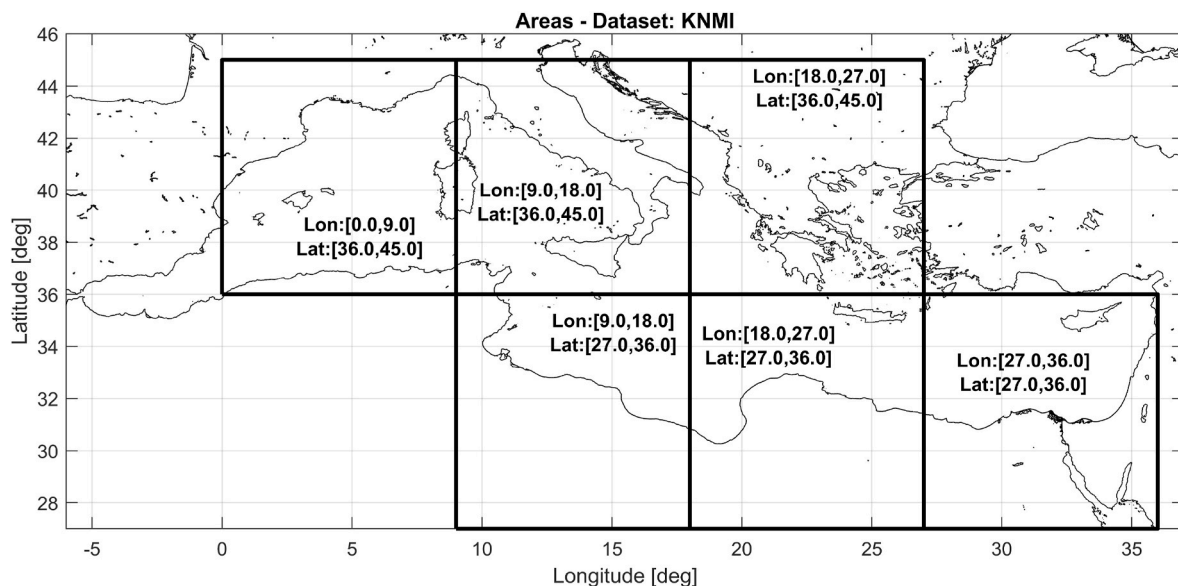 Areas - Dataset: KNMI
46
44
42
40
38
36
34
32
30
28
Latitude [deg]
Lon:[18.0,27.0]
Lat:[36.0,45.0]
Lon:[9.0,18.0]
Lat:[36.0,45.0]
Lon:[0.0,9.0]
Lat:[36.0,45.0]
Lon:[9.0,18.0]
Lat:[27.0,36.0]
Lon:[18.0,27.0]
Lat:[27.0,36.0]
Lon:[27.0,36.0]
Lat:[27.0,36.0]
-5 0 5 10 15 20 25 30 35
Longitude [deg]